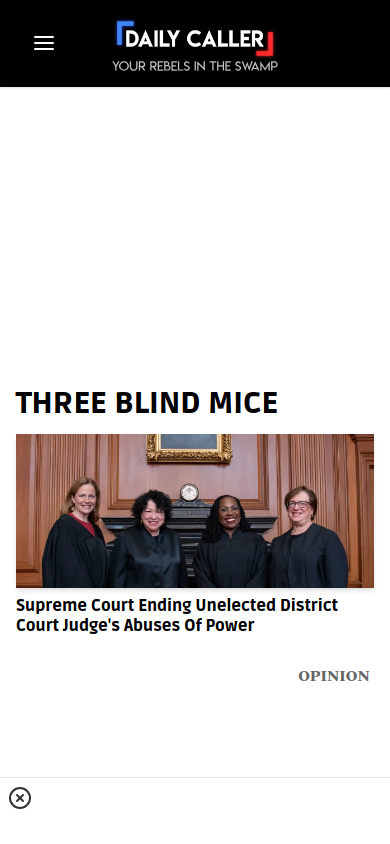 DAILY CALLER
YOUR REBELS IN THE SWAMP
THREE BLIND MICE
Supreme Court Ending Unelected District
Court Judge's Abuses Of Power
OPINION